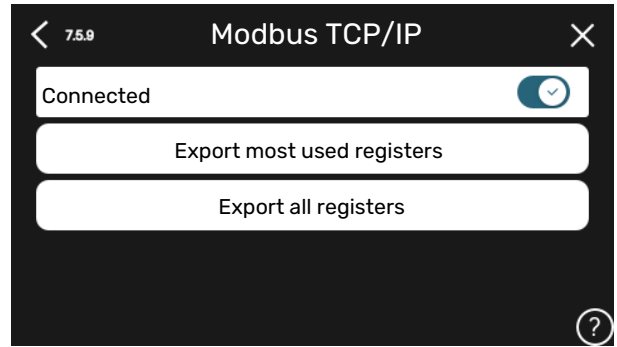 7.5.9 Modbus TCP/IP
Connected
Export most used registers
Export all registers
?